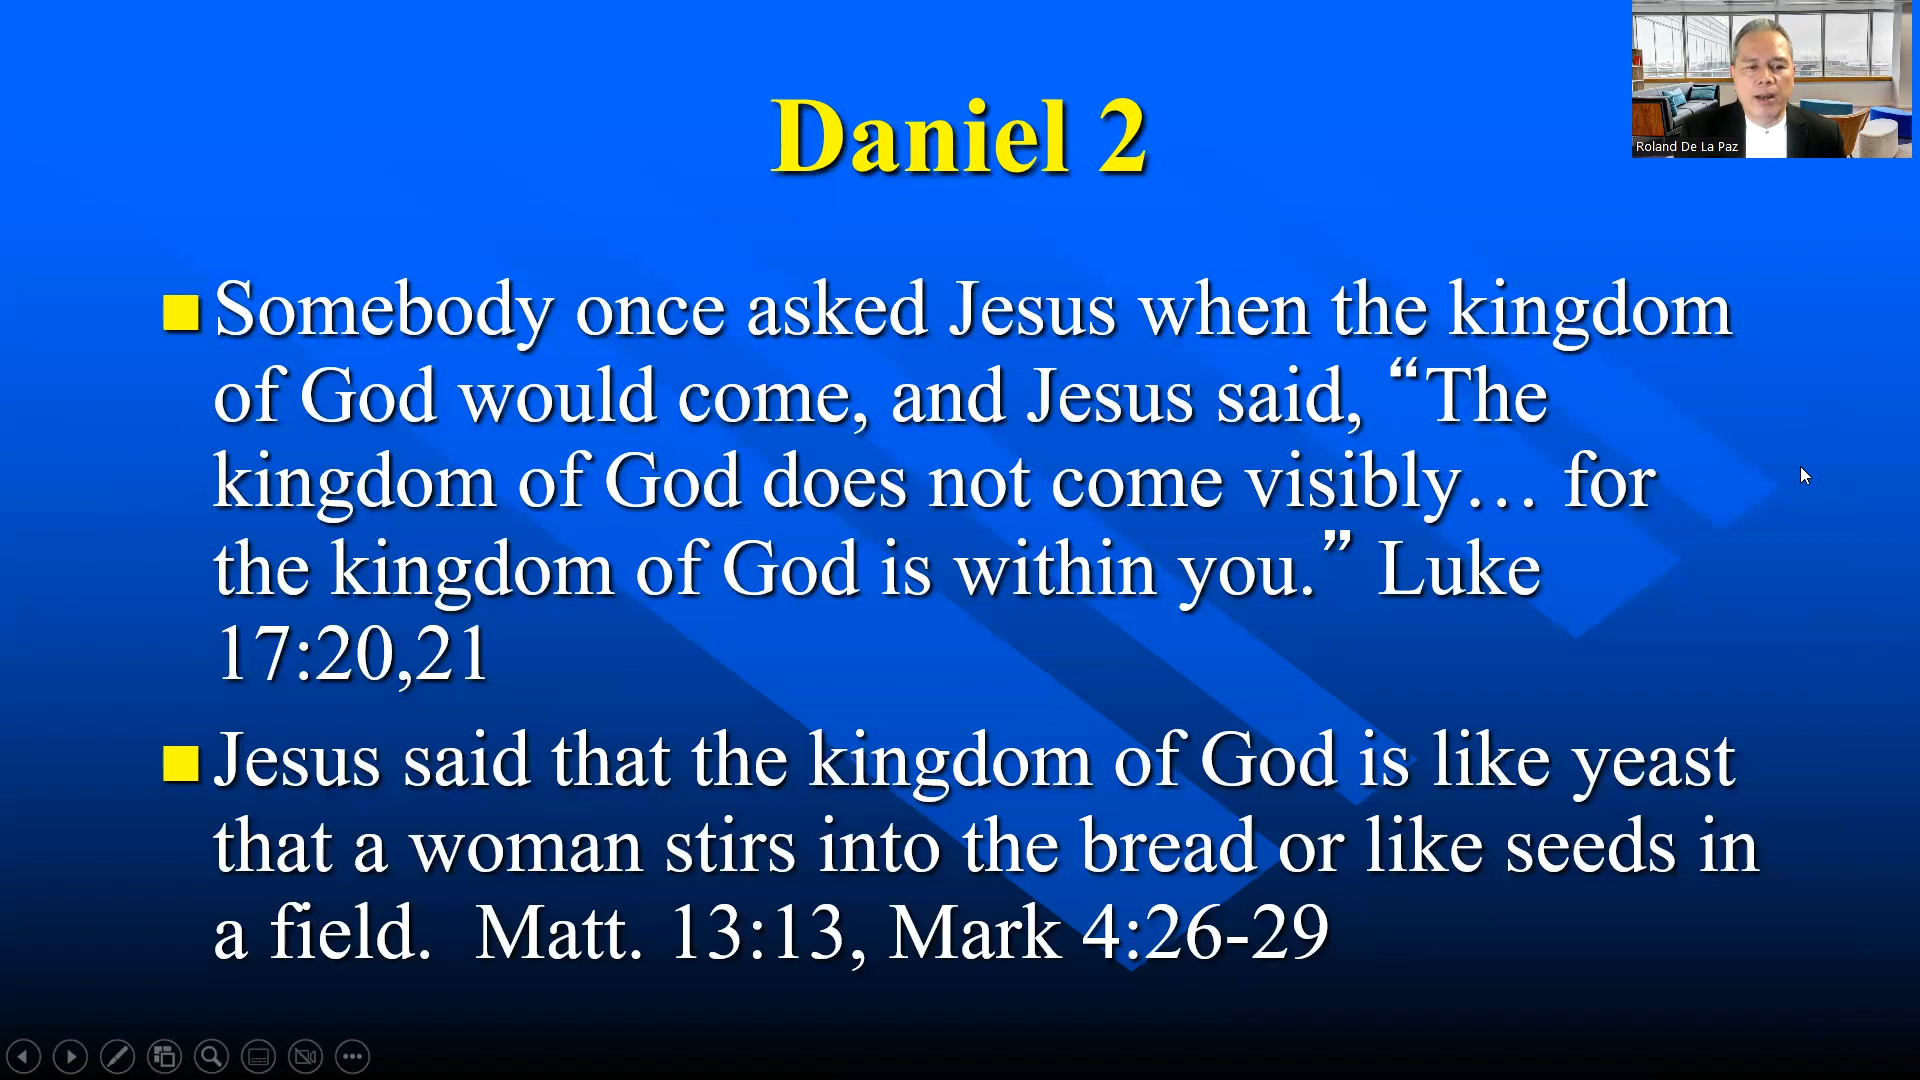 Daniel 2
Roland De La Paz
■ Somebody once asked Jesus when the kingdom
of God would come, and Jesus said, “The
kingdom of God does not come visibly… for
the kingdom of God is within you.” Luke
17:20,21
■ Jesus said that the kingdom of God is like yeast
that a woman stirs into the bread or like seeds in
a field.  Matt. 13:13, Mark 4:26-29